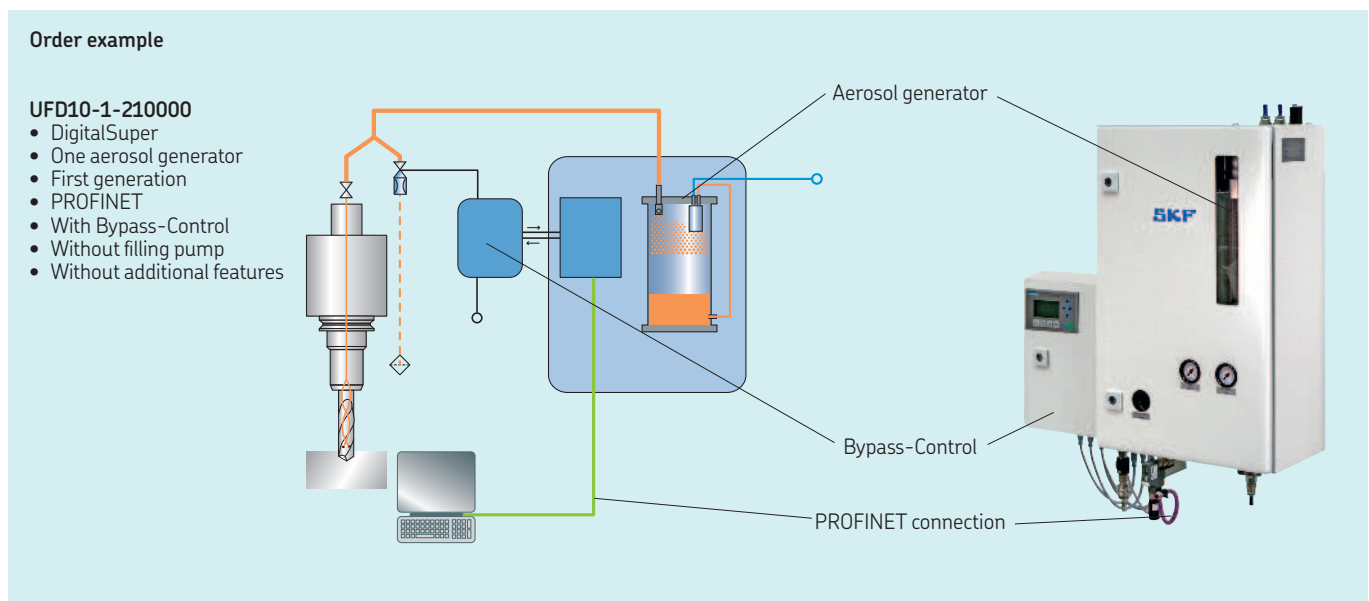 Order example
UFD10-1-210000
• DigitalSuper
• One aerosol generator
• First generation
• PROFINET
• With Bypass-Control
• Without filling pump
• Without additional features
Aerosol generator
SKF
Bypass-Control
PROFINET connection